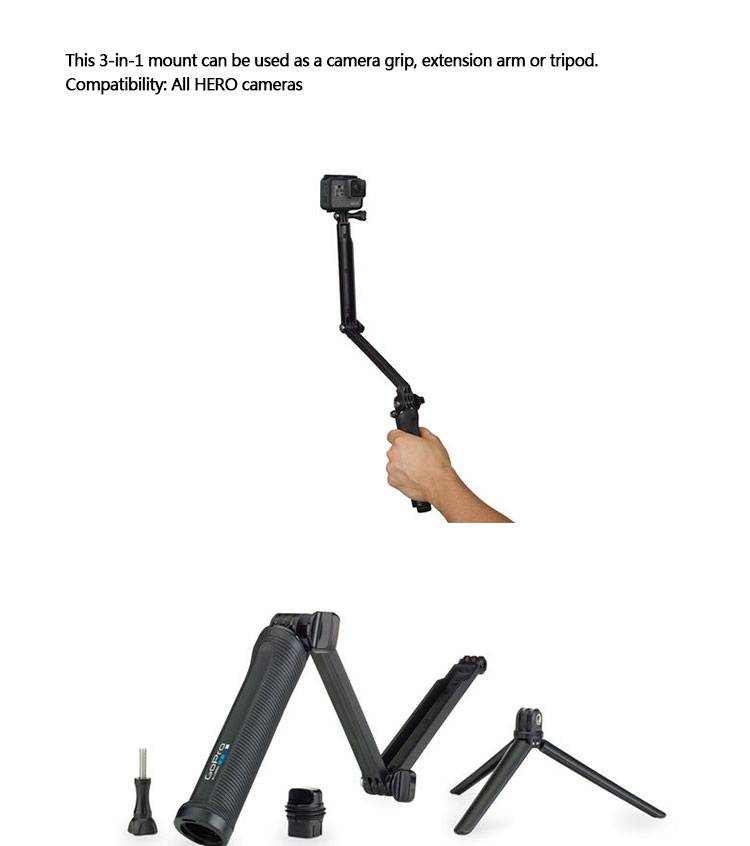 This 3-in-1 mount can be used as a camera grip, extension arm or tripod.
Compatibility: All HERO cameras
GoPro